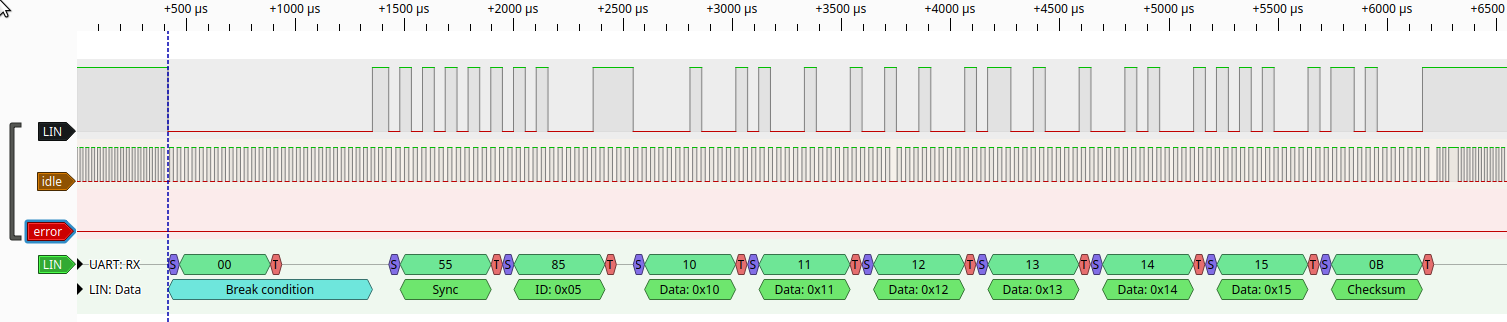 +500 µs +1000 µs +1500 µs +2000 µs +2500 µs +3000 µs +3500 µs +4000 µs +4500 µs +5000 µs +5500 µs +6000 µs +6500
LIN
idle
error
LIN UART: RX S 00 T S 55 T S 85 T S 10 T S 11 T S 12 T S 13 T S 14 T S 15 T S 0B T
LIN: Data Break condition Sync ID: 0x05 Data: 0x10 Data: 0x11 Data: 0x12 Data: 0x13 Data: 0x14 Data: 0x15 Checksum